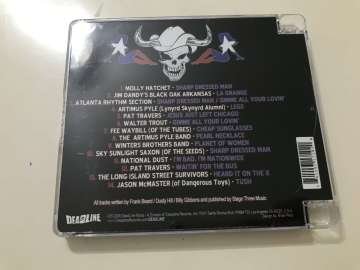 1. MOLLY HATCHET - SHARP DRESSED MAN
2. JIM DANDY'S BLACK OAK ARKANSAS - LA GRANGE
3. ATLANTA RHYTHM SECTION - SHARP DRESSED MAN / GIMME ALL YOUR LOVIN'
4. ARTIMUS PYLE (Lynyrd Skynyrd Alumni) - LEGS
5. PAT TRAVERS - JESUS JUST LEFT CHICAGO
6. WALTER TROUT - GIMME ALL YOUR LOVIN'
7. FEE WAYBILL (OF THE TUBES) - CHEAP SUNGLASSES
8. THE ARTIMUS PYLE BAND - PEARL NECKLACE
9. WINTERS BROTHERS BAND - PLANET OF WOMEN
10. SKY SUNLIGHT SAXON (OF THE SEEDS) - SHARP DRESSED MAN
11. NATIONAL DUST - I'M BAD, I'M NATIONWIDE
12. PAT TRAVERS - WAITIN' FOR THE BUS
13. THE LONG ISLAND STREET SURVIVORS - HEARD IT ON THE X
14. JASON McMASTER (of Dangerous Toys) - TUSH
All tracks written by Frank Beard / Dusty Hill / Billy Gibbons and published by Stage Three Music
DEADLINE